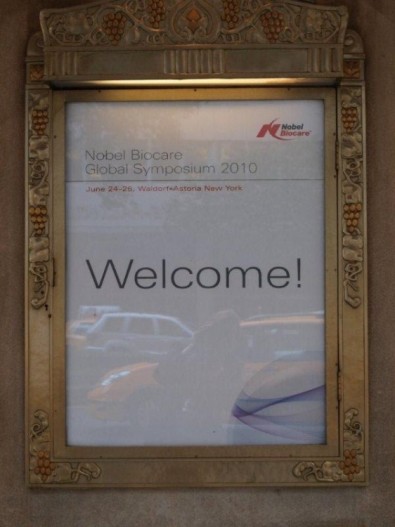 Nobel
Biocare
Nobel Biocare
Global Symposium 2010
June 24-26, Waldorf=Astoria New York
Welcome!